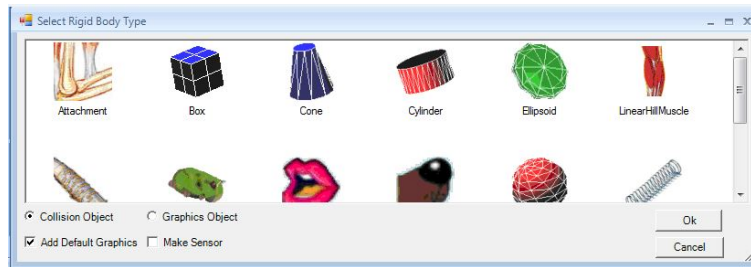 Select Rigid Body Type
Attachment Box Cone Cylinder Ellipsoid LinearHillMuscle
Collision Object Graphics Object Ok
Add Default Graphics Make Sensor Cancel